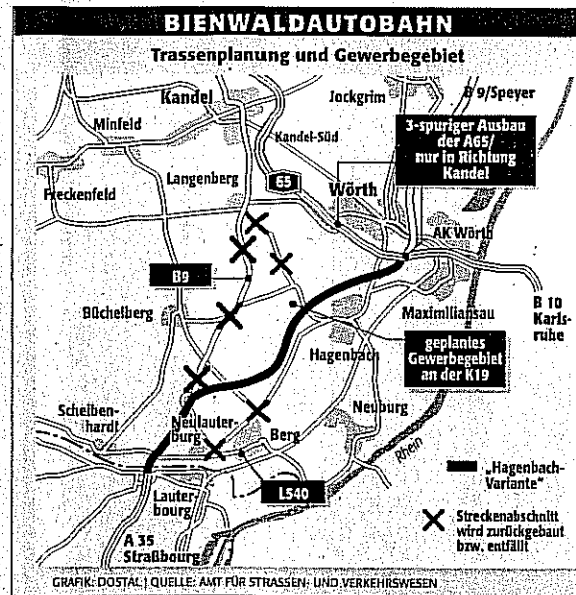 BIENWALDAUTOBAHN
Trassenplanung und Gewerbegebiet
Kandel
Jockgrim
B 9/Speyer
Minfeld
Kandel-Süd
3-spuriger Ausbau
der A65/
nur in Richtung
Kandel
Langenberg
65
Wörth
Freckenfeld
AK Wörth
B9
B 10
Karls-
ruhe
Büchelberg
Maximiliansau
geplantes
Gewerbegebiet
an der K19
Hagenbach
Scheiben-
hardt
Neulauter-
burg
Neuburg
Berg
Rhein
„Hagenbach-
Variante“
Lauter-
bourg
L540
A 35
Straßbourg
Streckenabschnitt
wird zurückgebaut
bzw. entfällt
GRAFIK: DOSTAL | QUELLE: AMT FÜR STRASSEN- UND VERKEHRSWESEN